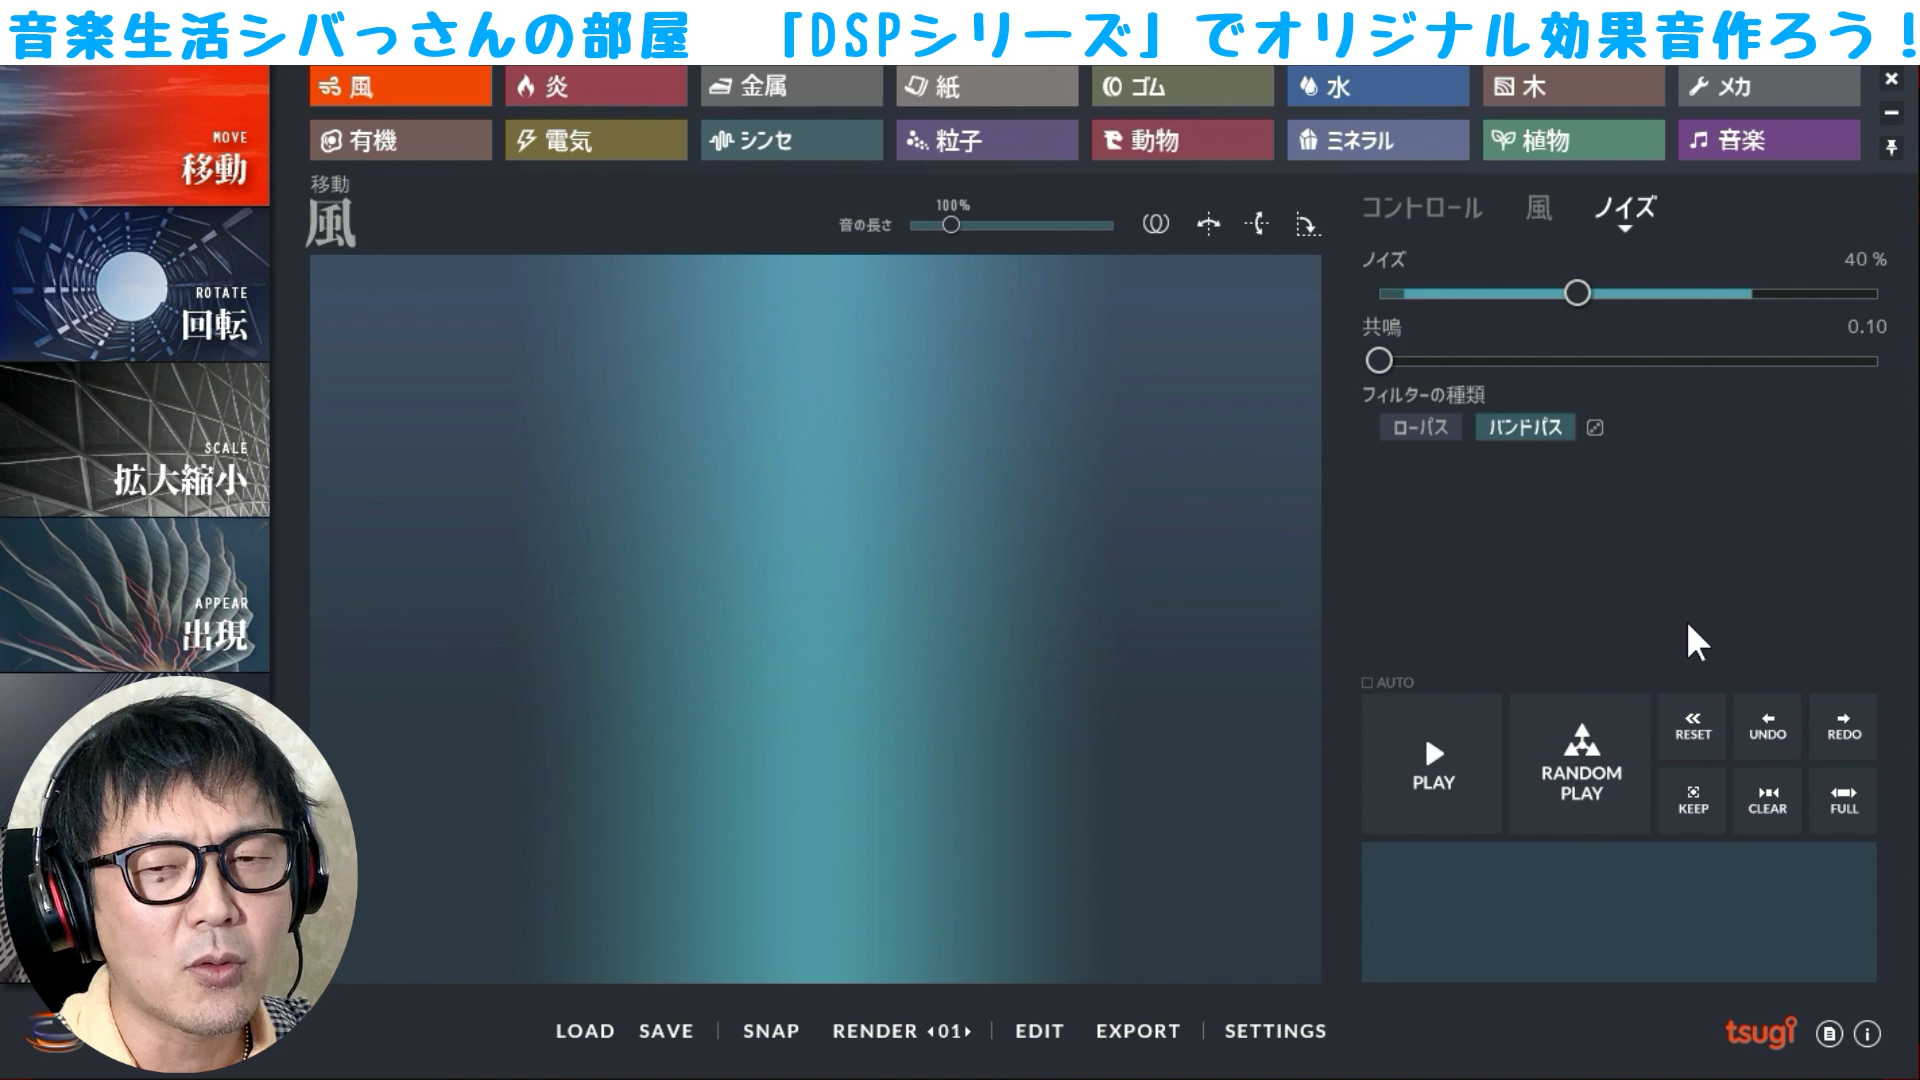 音楽生活シバっさんの部屋　「DSPシリーズ」でオリジナル効果音作ろう！
MOVE
移動
ROTATE
回転
SCALE
拡大縮小
APPEAR
出現
風 炎 金属 紙 ゴム 水 木 メカ
有機 電気 シンセ 粒子 動物 ミネラル 植物 音楽
移動
風
音の長さ 100%
コントロール 風 ノイズ
ノイズ 40 %
共鳴 0.10
フィルターの種類
ローパス バンドパス
AUTO
PLAY
RANDOM
PLAY
RESET UNDO REDO
KEEP CLEAR FULL
LOAD SAVE | SNAP RENDER 01 | EDIT EXPORT | SETTINGS
tsugi